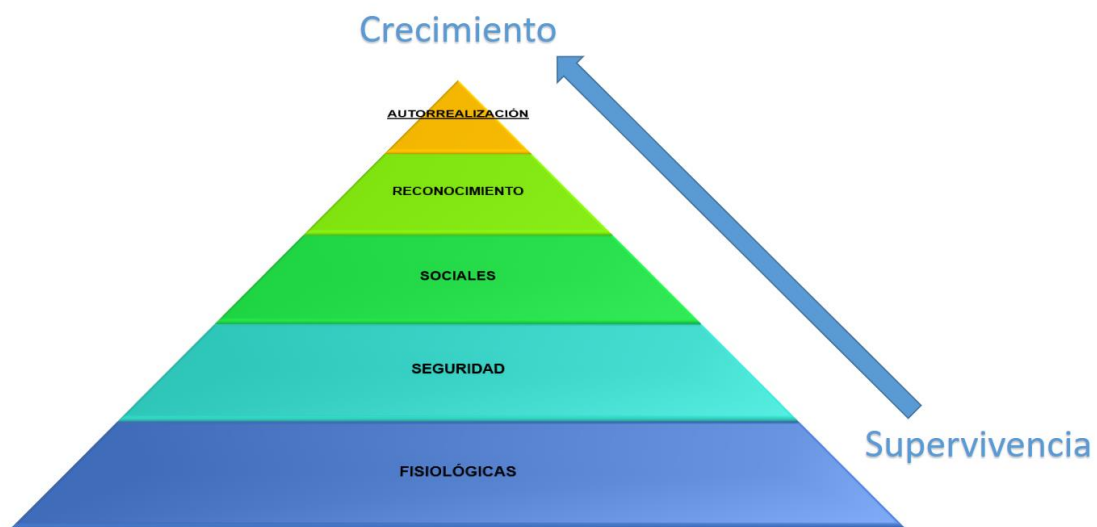 Crecimiento
AUTORREALIZACIÓN
RECONOCIMIENTO
SOCIALES
SEGURIDAD
Supervivencia
FISIOLÓGICAS